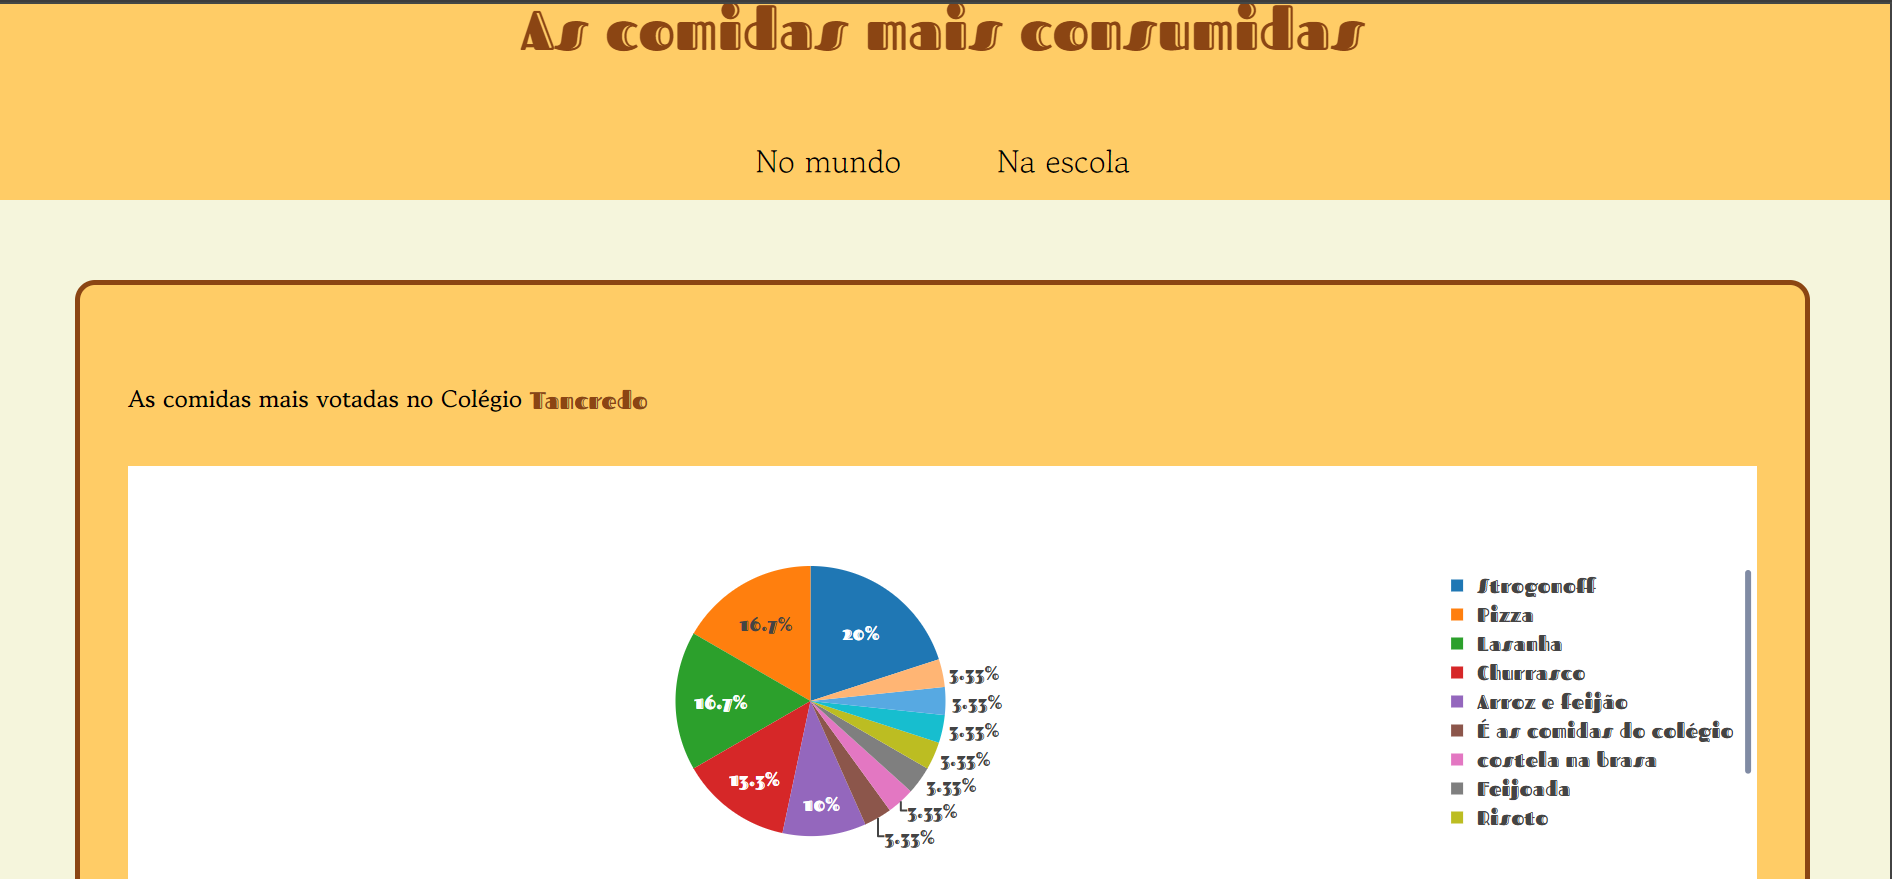 As comidas mais consumidas
No mundo Na escola
As comidas mais votadas no Colégio Tancredo
20%
16.7%
16.7%
13.3%
10%
3.33%
3.33%
3.33%
3.33%
3.33%
3.33%
3.33%
Strogonoff
Pizza
Lasanha
Churrasco
Arroz e feijão
É as comidas do colégio
costela na brasa
Feijoada
Risoto